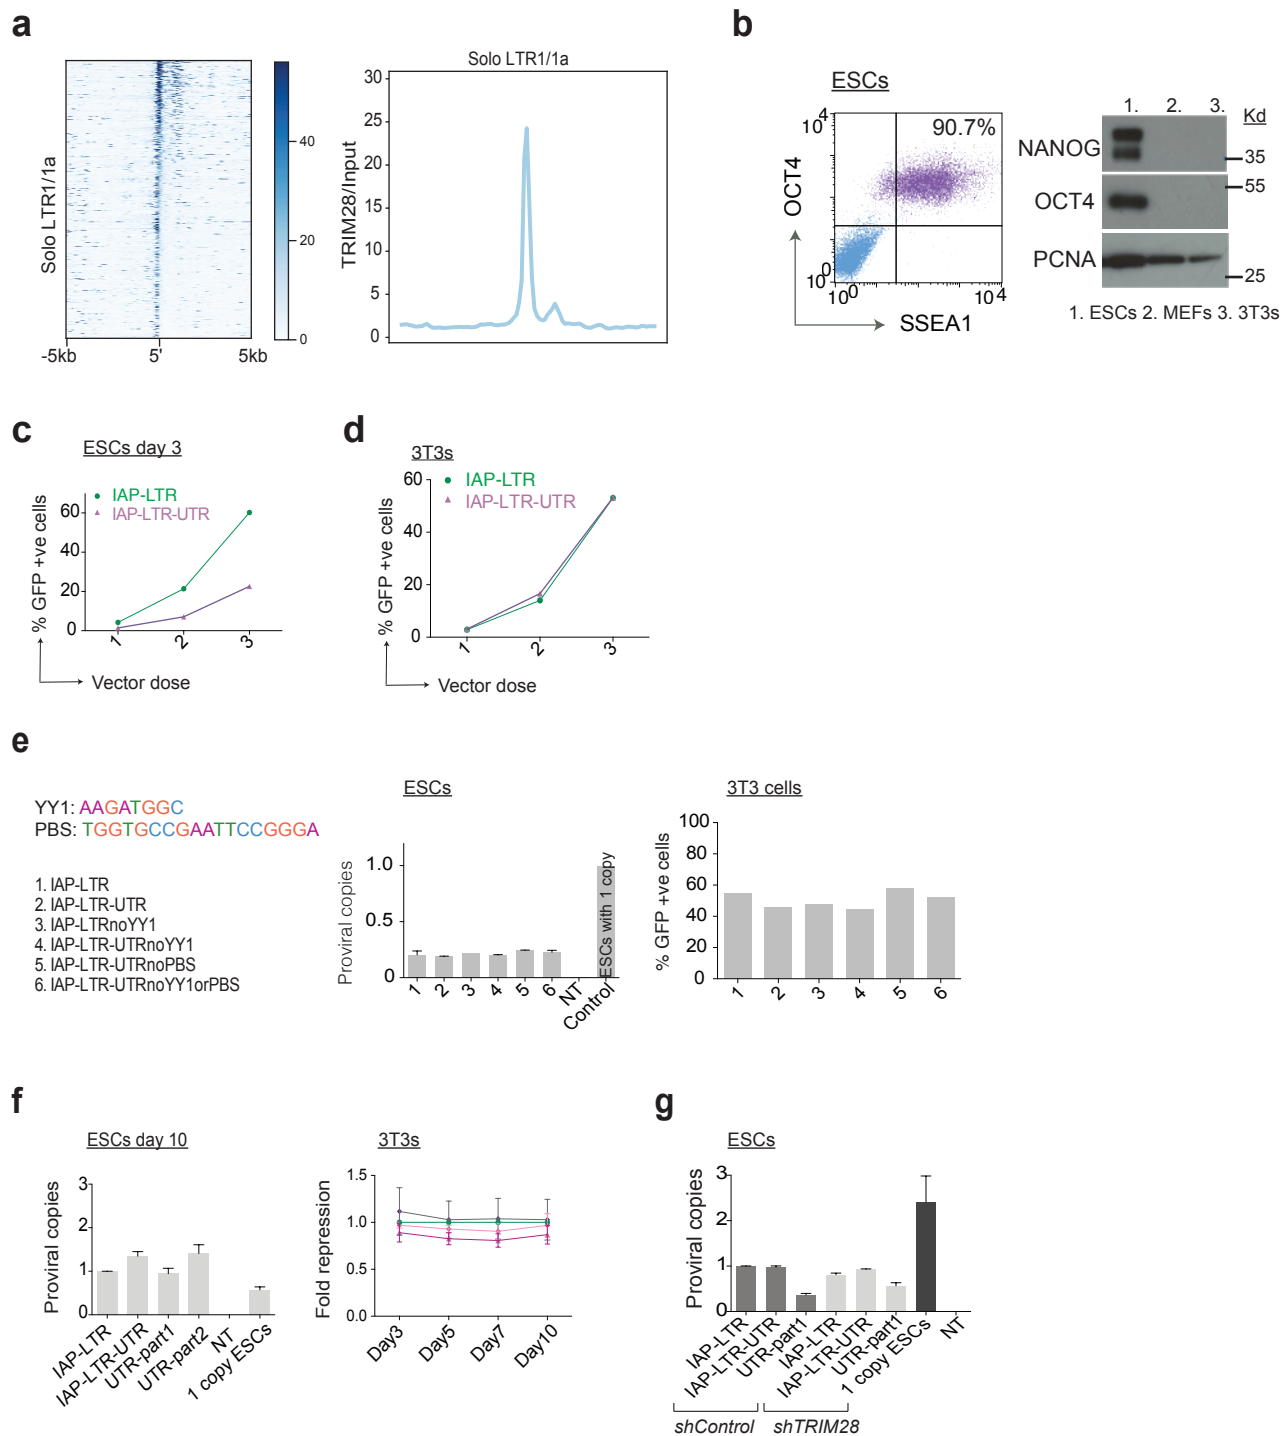 a
Solo LTR1/1a
-5kb
5'
5kb
40
20
0
Solo LTR1/1a
TRIM28/Input
30
25
20
15
10
5
0
b
ESCs
OCT4
10⁴
10⁰
90.7%
10⁰
10⁴
SSEA1
1. 2. 3.
Kd
NANOG
35
55
OCT4
PCNA
25
1. ESCs 2. MEFs 3. 3T3s
c
ESCs day 3
IAP-LTR
IAP-LTR-UTR
% GFP +ve cells
60
40
20
0
1 2 3
Vector dose
d
3T3s
IAP-LTR
IAP-LTR-UTR
% GFP +ve cells
60
40
20
0
1 2 3
Vector dose
e
YY1: AAGATGGC
PBS: TGGTGCCGAATTCCGGGA
1. IAP-LTR
2. IAP-LTR-UTR
3. IAP-LTRnoYY1
4. IAP-LTR-UTRnoYY1
5. IAP-LTR-UTRnoPBS
6. IAP-LTR-UTRnoYY1orPBS
ESCs
Proviral copies
1.0
0.5
0
ESCs with 1 copy
1 2 3 4 5 6 NT Control
3T3 cells
% GFP +ve cells
100
80
60
40
20
0
1 2 3 4 5 6
f
ESCs day 10
Proviral copies
3
2
1
0
IAP-LTR
IAP-LTR-UTR
UTR-part1
UTR-part2
NT
1 copy ESCs
3T3s
Fold repression
1.5
1.0
0.5
0.0
Day3 Day5 Day7 Day10
g
ESCs
Proviral copies
3
2
1
0
IAP-LTR
IAP-LTR-UTR
UTR-part1
IAP-LTR
IAP-LTR-UTR
UTR-part1
1 copy ESCs
NT
shControl shTRIM28